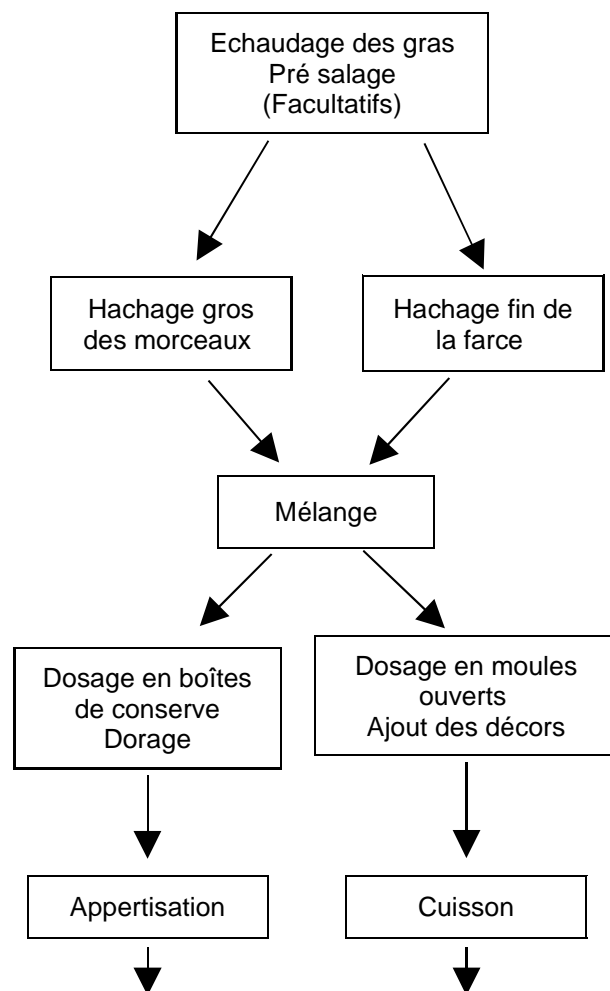 Echaudage des gras
Pré salage
(Facultatifs)
Hachage gros
des morceaux
Hachage fin de
la farce
Mélange
Dosage en boîtes
de conserve
Dorage
Dosage en moules
ouverts
Ajout des décors
Appertisation
Cuisson